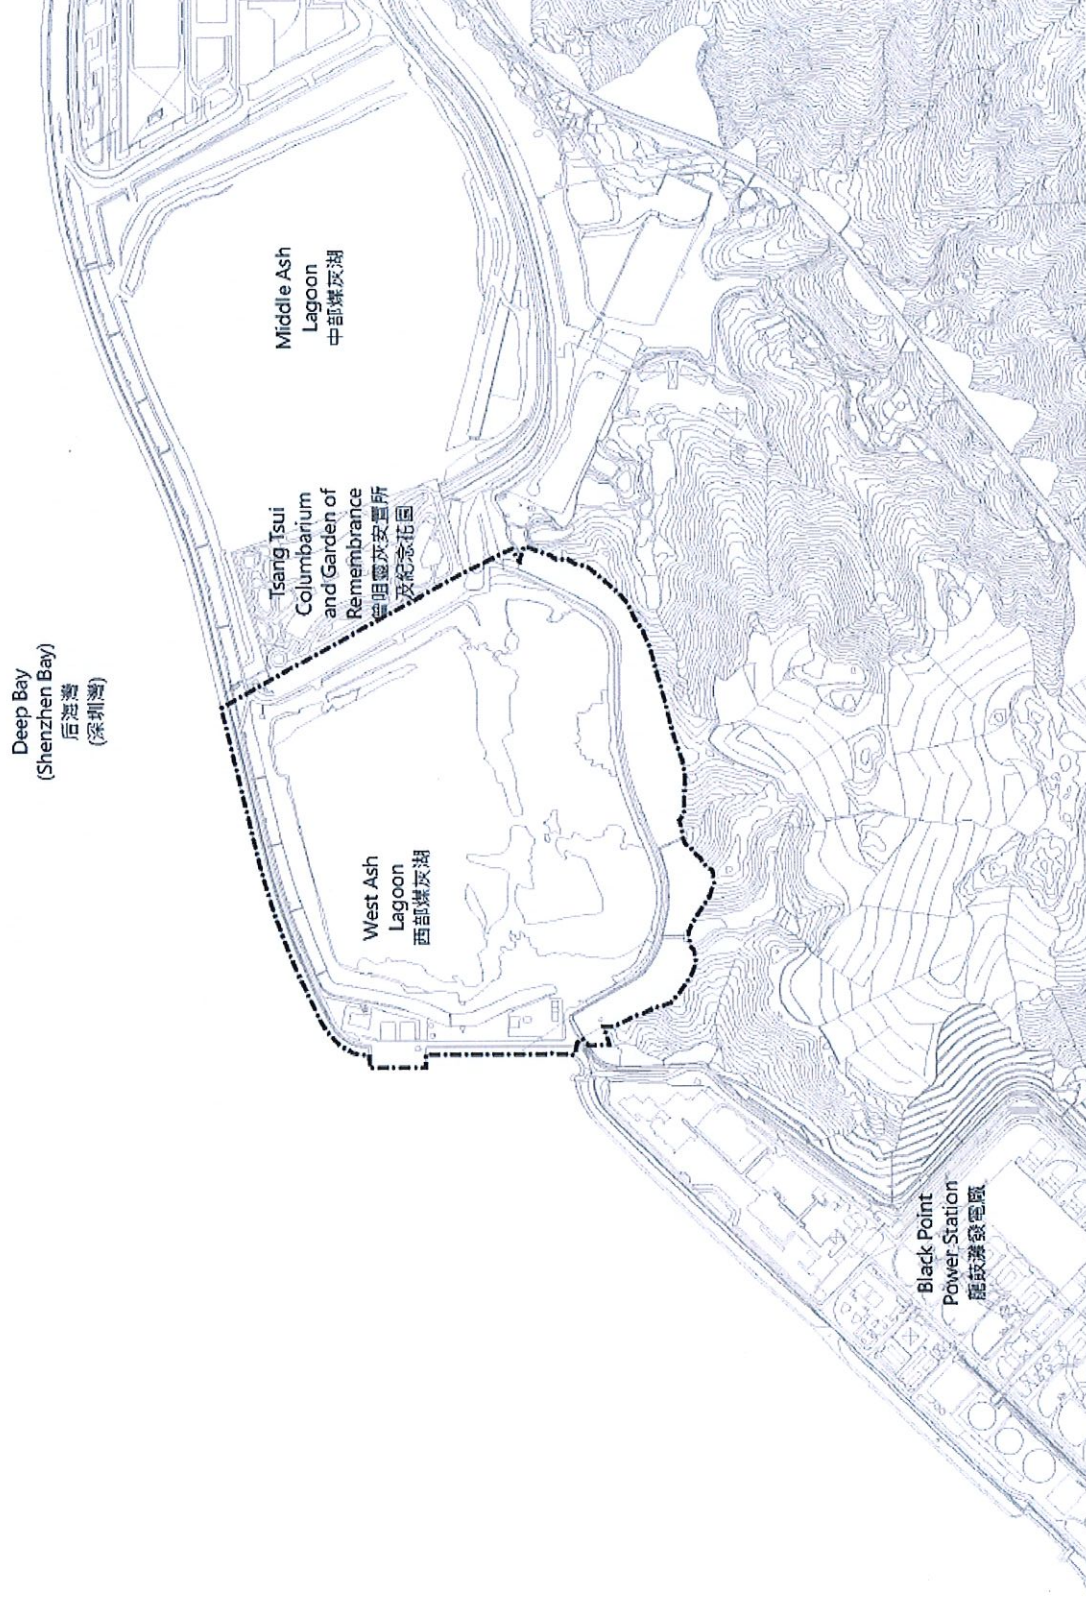 Deep Bay
(Shenzhen Bay)
后海灣
(深圳灣)
Middle Ash
Lagoon
中部煤灰湖
Tsang Tsui
Columbarium
and Garden of
Remembrance
曾咀靈灰安置所
及紀念花園
West Ash
Lagoon
西部煤灰湖
Black Point
Power Station
龍鼓灘發電廠